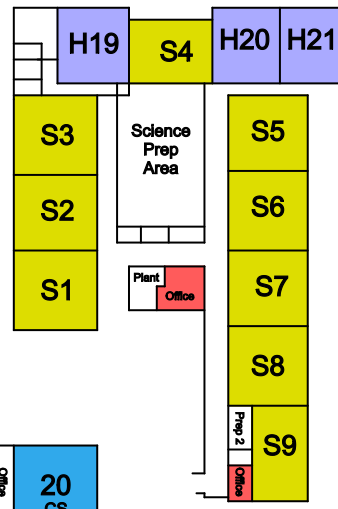 H19
S4
H20
H21
S3
Science
Prep
Area
S5
S2
S6
S1
Plant
Office
S7
S8
Prep 2
S9
Office
Office
20
CS